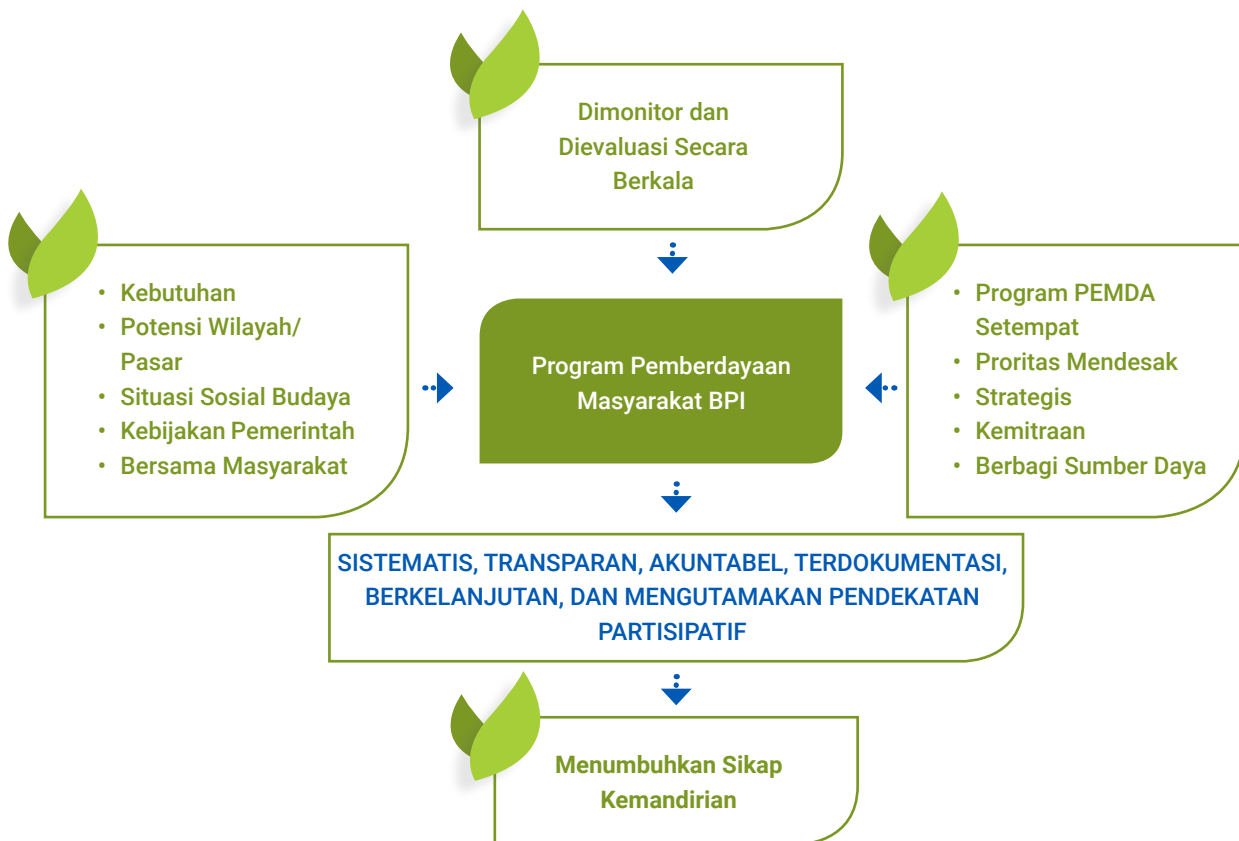 Dimonitor dan
Dievaluasi Secara
Berkala
• Kebutuhan
• Potensi Wilayah/
Pasar
• Situasi Sosial Budaya
• Kebijakan Pemerintah
• Bersama Masyarakat
Program Pemberdayaan
Masyarakat BPI
• Program PEMDA
Setempat
• Proritas Mendesak
• Strategis
• Kemitraan
• Berbagi Sumber Daya
SISTEMATIS, TRANSPARAN, AKUNTABEL, TERDOKUMENTASI,
BERKELANJUTAN, DAN MENGUTAMAKAN PENDEKATAN
PARTISIPATIF
Menumbuhkan Sikap
Kemandirian